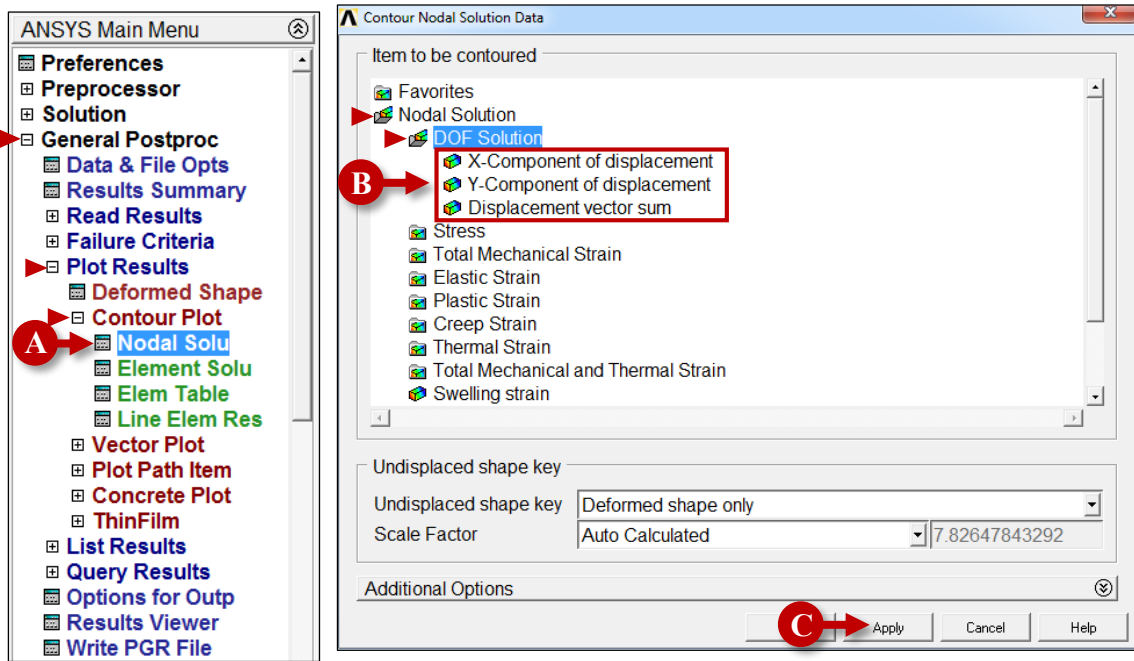 ANSYS Main Menu
Preferences
Preprocessor
Solution
General Postproc
Data & File Opts
Results Summary
Read Results
Failure Criteria
Plot Results
Deformed Shape
Contour Plot
A
Nodal Solu
Element Solu
Elem Table
Line Elem Res
Vector Plot
Plot Path Item
Concrete Plot
ThinFilm
List Results
Query Results
Options for Outp
Results Viewer
Write PGR File
Contour Nodal Solution Data
Item to be contoured
Favorites
Nodal Solution
DOF Solution
X-Component of displacement
B
Y-Component of displacement
Displacement vector sum
Stress
Total Mechanical Strain
Elastic Strain
Plastic Strain
Creep Strain
Thermal Strain
Total Mechanical and Thermal Strain
Swelling strain
Undisplaced shape key
Undisplaced shape key Deformed shape only
Scale Factor Auto Calculated 7.82647843292
Additional Options
C Apply Cancel Help